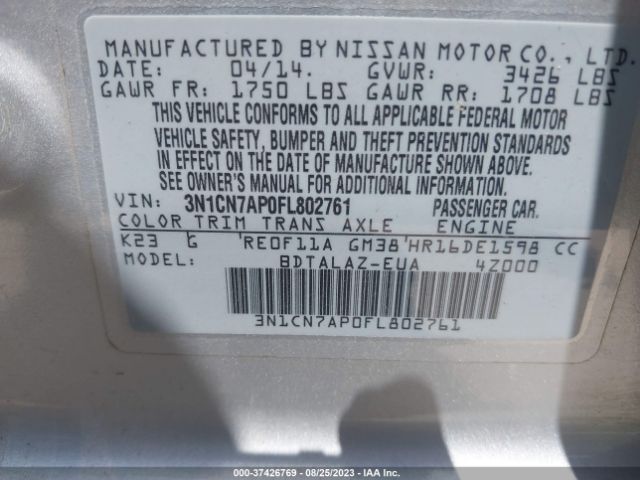 MANUFACTURED BY NISSAN MOTOR CO., LTD.
DATE: 04/14. GVWR: 3426 LBS
GAWR FR: 1750 LBS GAWR RR: 1708 LBS
THIS VEHICLE CONFORMS TO ALL APPLICABLE FEDERAL MOTOR
VEHICLE SAFETY, BUMPER AND THEFT PREVENTION STANDARDS
IN EFFECT ON THE DATE OF MANUFACTURE SHOWN ABOVE.
SEE OWNER'S MANUAL FOR ADDITIONAL INFORMATION.
VIN: 3N1CN7AP0FL802761 PASSENGER CAR.
COLOR TRIM TRANS AXLE ENGINE
K23 G RE0F11A GM38 HR16DE1598 CC
MODEL: BDTALAZ-EUA 4Z000
3N1CN7AP0FL802761
000-37426769 - 08/25/2023 - IAA Inc.